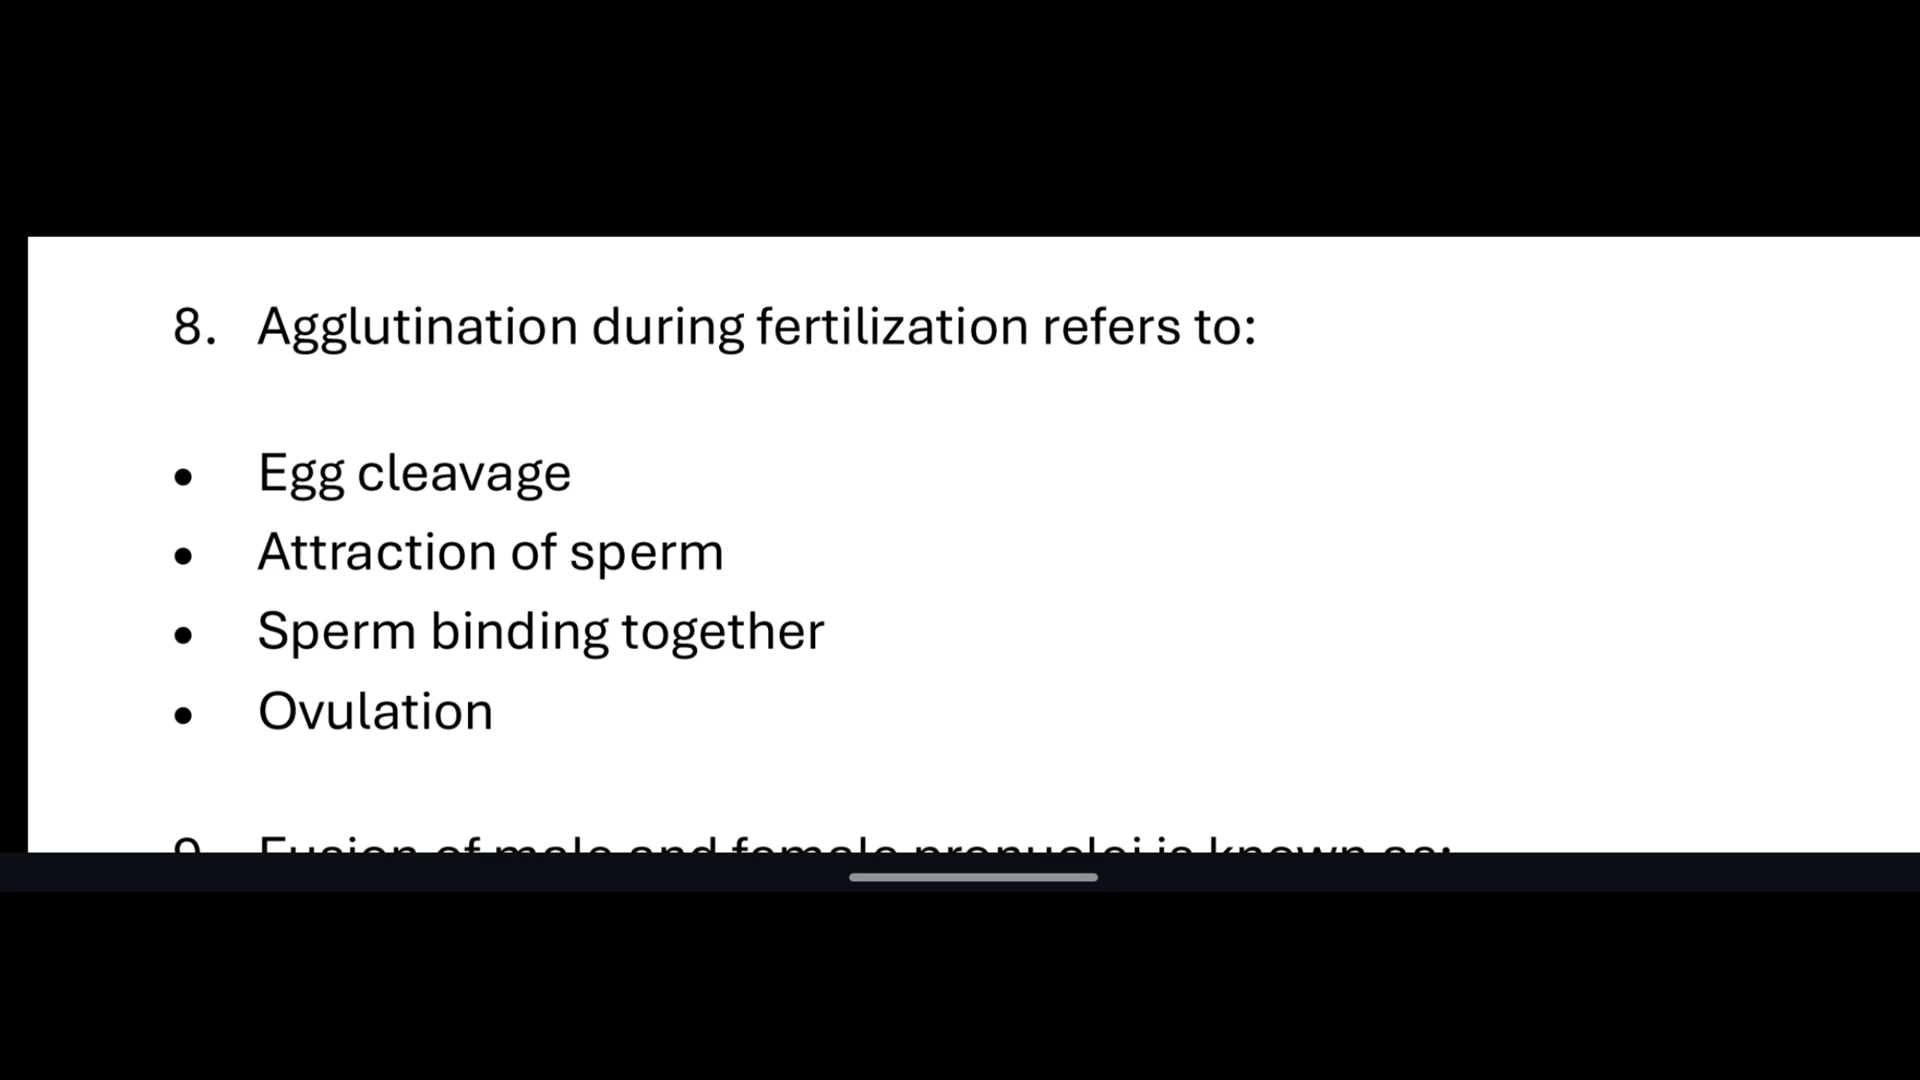 8. Agglutination during fertilization refers to:
• Egg cleavage
• Attraction of sperm
• Sperm binding together
• Ovulation
9. Fusion of male and female pronuclei is known as: